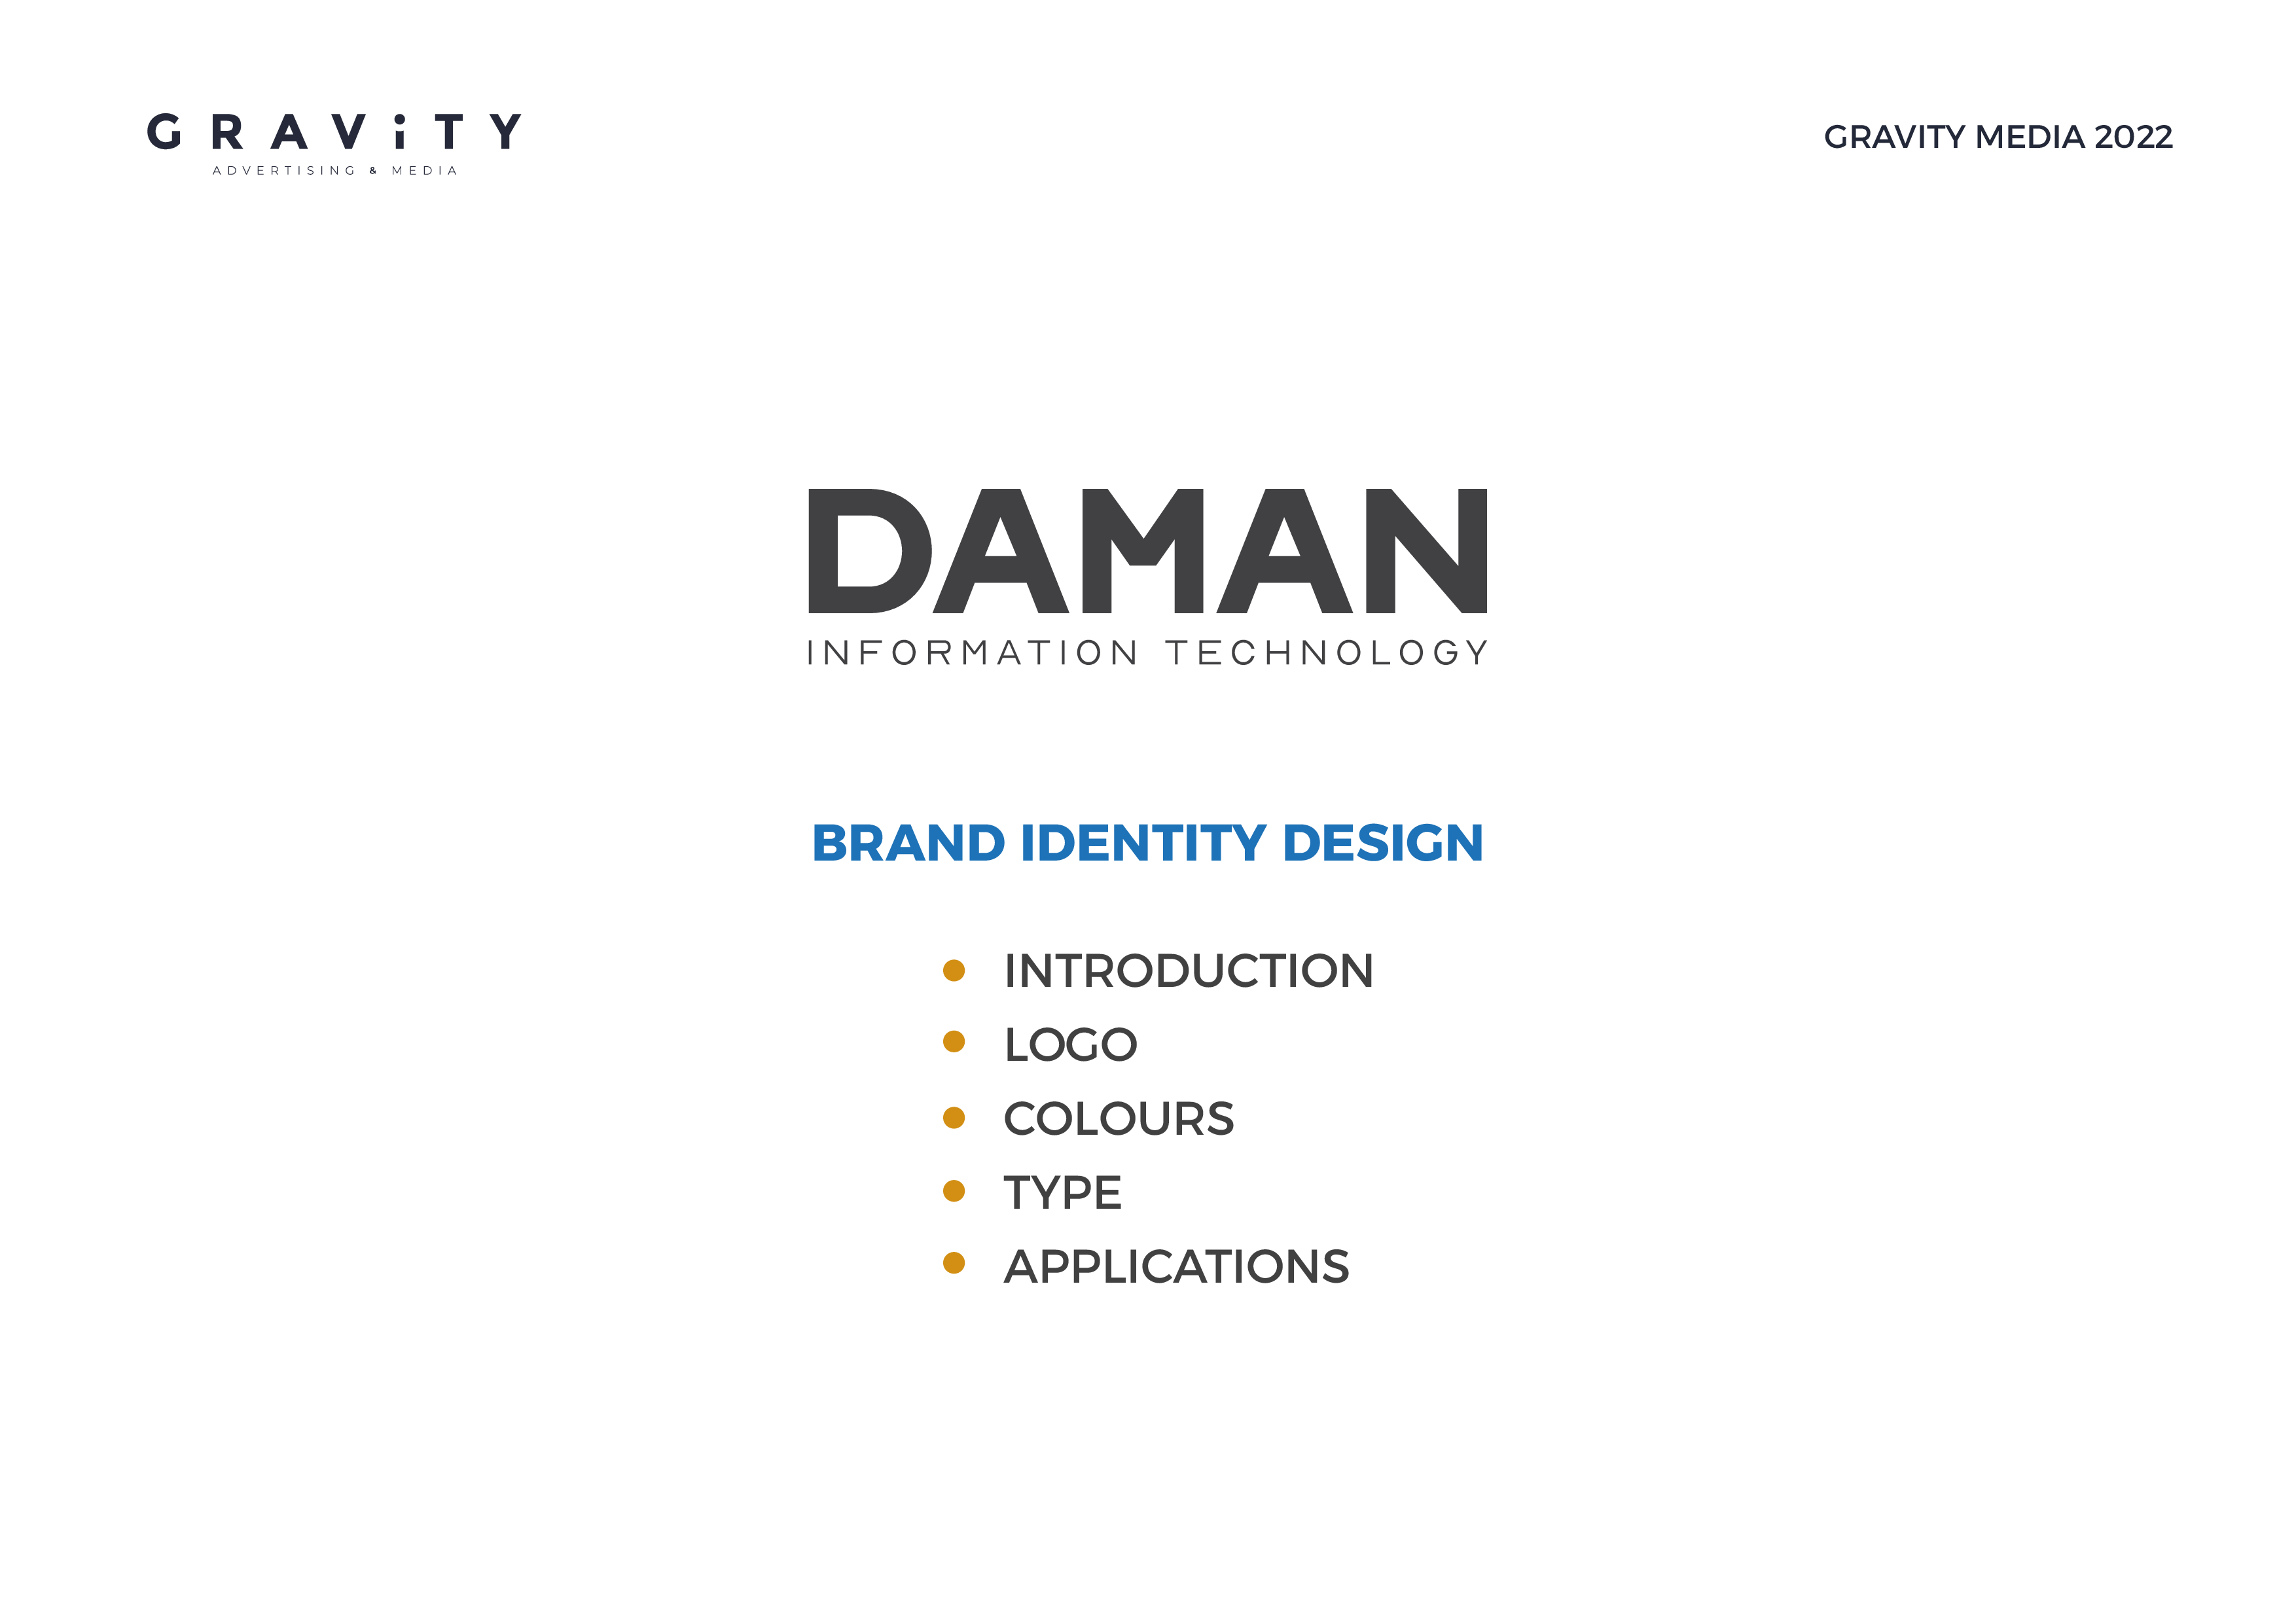 GRAViTY
ADVERTISING & MEDIA
GRAVITY MEDIA 2022
DAMAN
INFORMATION TECHNOLOGY
BRAND IDENTITY DESIGN
INTRODUCTION
LOGO
COLOURS
TYPE
APPLICATIONS